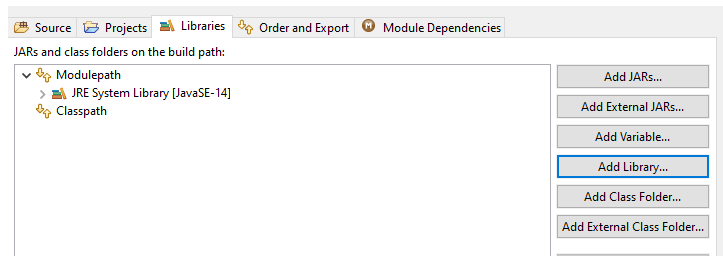 Source Projects Libraries Order and Export M Module Dependencies
JARs and class folders on the build path:
Modulepath
JRE System Library [JavaSE-14]
Classpath
Add JARs...
Add External JARs...
Add Variable...
Add Library...
Add Class Folder...
Add External Class Folder...